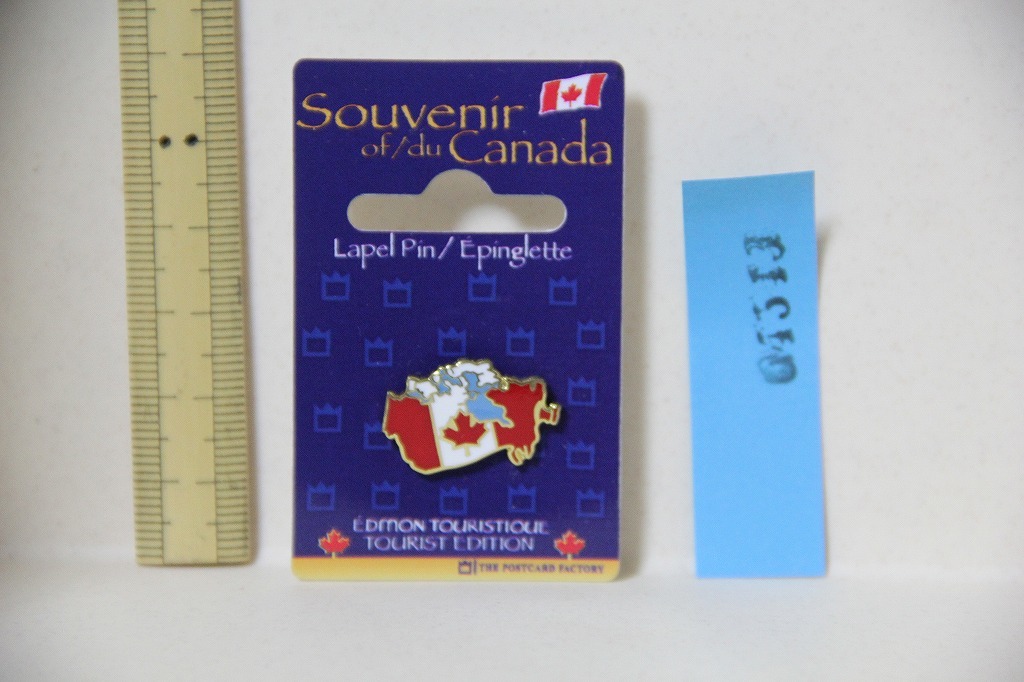 Souvenir
of/du Canada
Lapel Pin / Épinglette
ÉDITION TOURISTIQUE
TOURIST EDITION
THE POSTCARD FACTORY